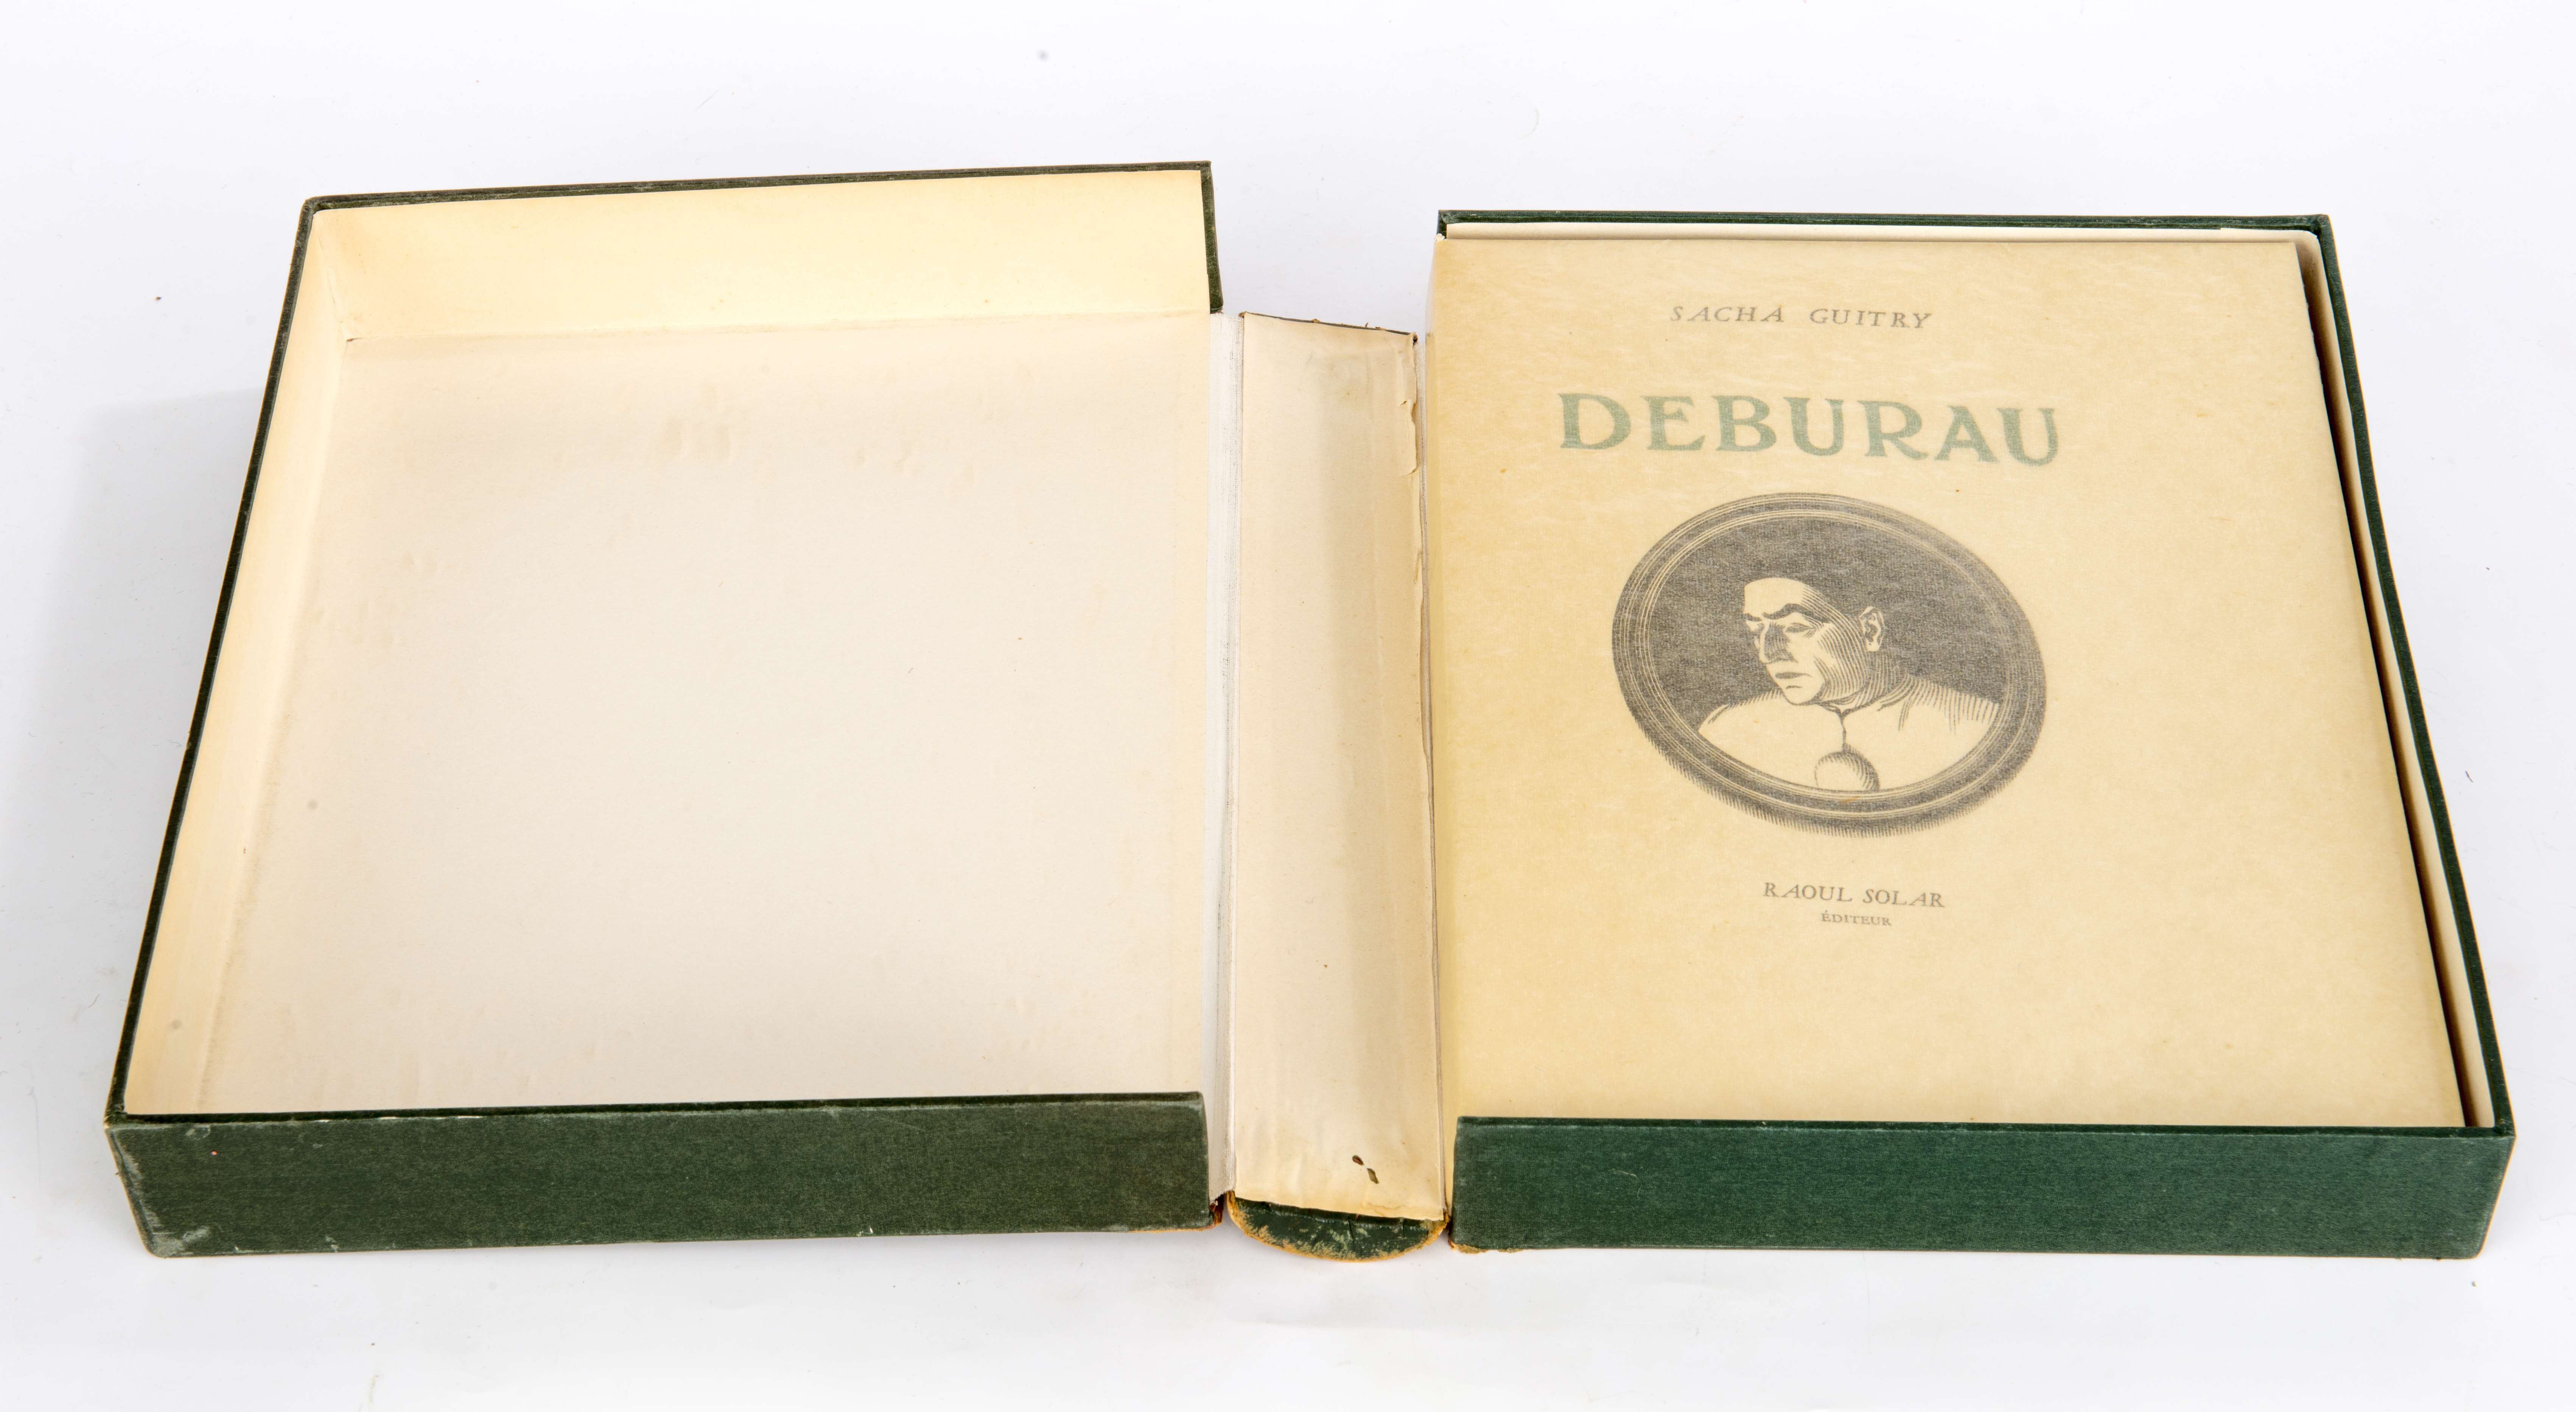 SACHA GUITRY
DEBURAU
RAOUL SOLAR
ÉDITEUR